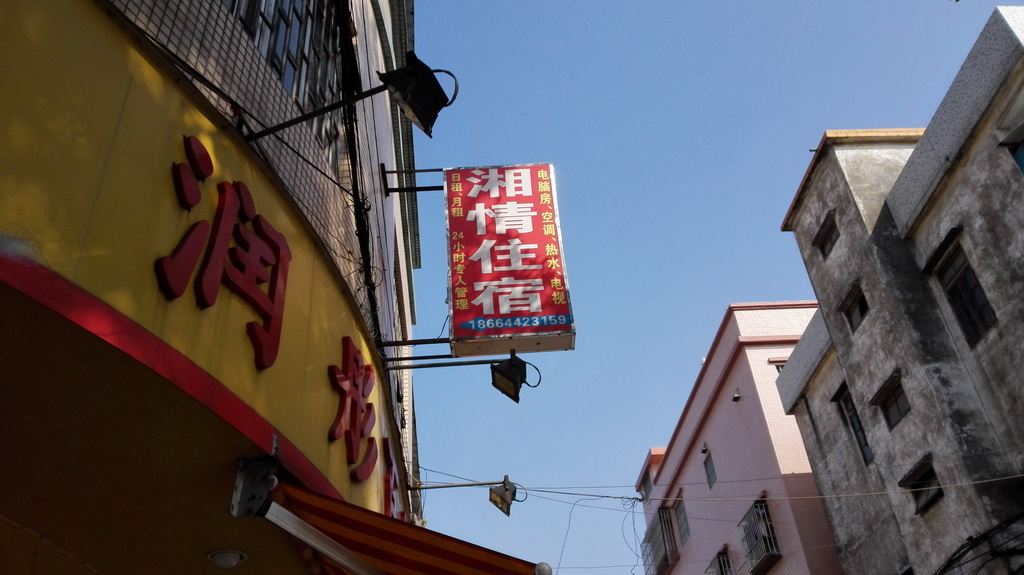 润彬
电脑房、空调、热水、电视
湘情住宿
日租、月租 24小时专人管理
18664423159